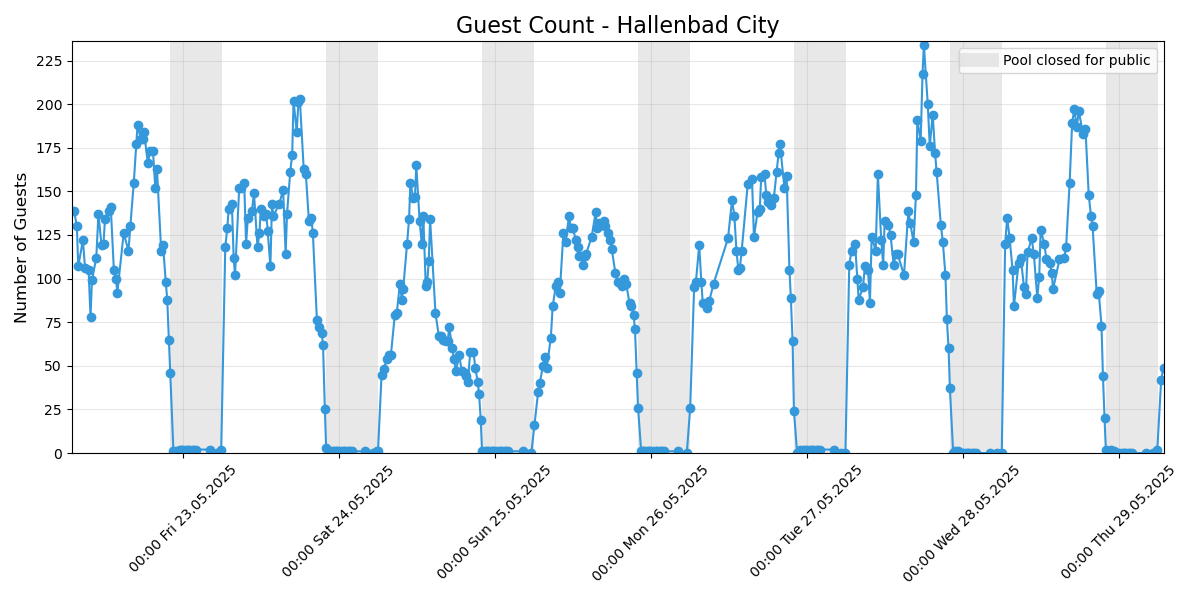 Guest Count - Hallenbad City
Number of Guests
225
200
175
150
125
100
75
50
25
0
Pool closed for public
00:00 Fri 23.05.2025
00:00 Sat 24.05.2025
00:00 Sun 25.05.2025
00:00 Mon 26.05.2025
00:00 Tue 27.05.2025
00:00 Wed 28.05.2025
00:00 Thu 29.05.2025